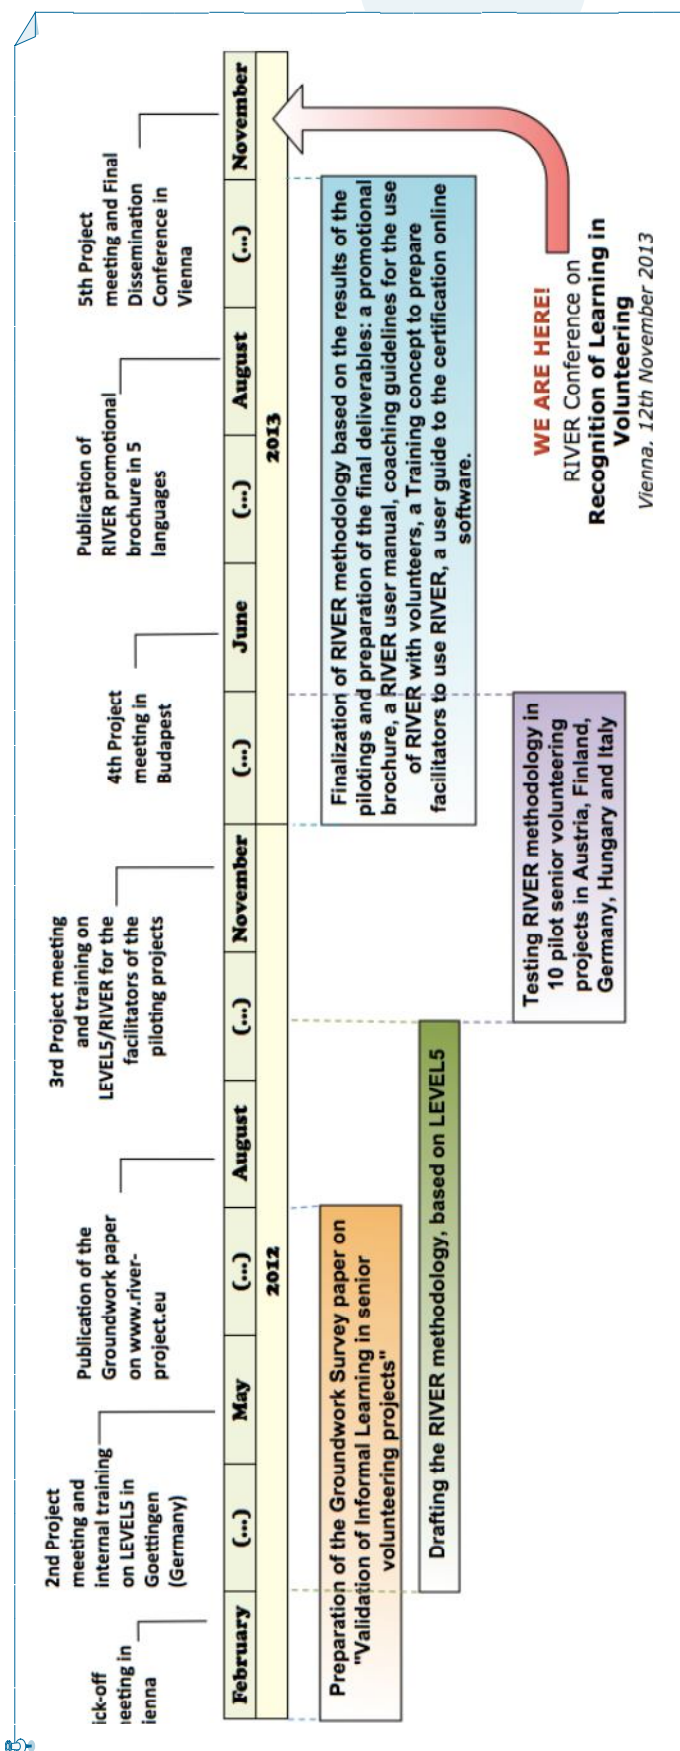 ick-off
eeting in
ienna
2nd Project
meeting and
internal training
on LEVEL5 in
Goettingen
(Germany)
Publication of the
Groundwork paper
on www.river-
project.eu
3rd Project meeting
and training on
LEVEL5/RIVER for the
facilitators of the
piloting projects
4th Project
meeting in
Budapest
Publication of
RIVER promotional
brochure in 5
languages
5th Project
meeting and Final
Dissemination
Conference in
Vienna
February (...) May (...) August (...) November (...) June (...) August (...) November
2012 2013
Preparation of the Groundwork Survey paper on
"Validation of Informal Learning in senior
volunteering projects"
Drafting the RIVER methodology, based on LEVEL5
Testing RIVER methodology in
10 pilot senior volunteering
projects in Austria, Finland,
Germany, Hungary and Italy
Finalization of RIVER methodology based on the results of the
pilotings and preparation of the final deliverables: a promotional
brochure, a RIVER user manual, coaching guidelines for the use
of RIVER with volunteers, a Training concept to prepare
facilitators to use RIVER, a user guide to the certification online
software.
WE ARE HERE!
RIVER Conference on
Recognition of Learning in
Volunteering
Vienna, 12th November 2013